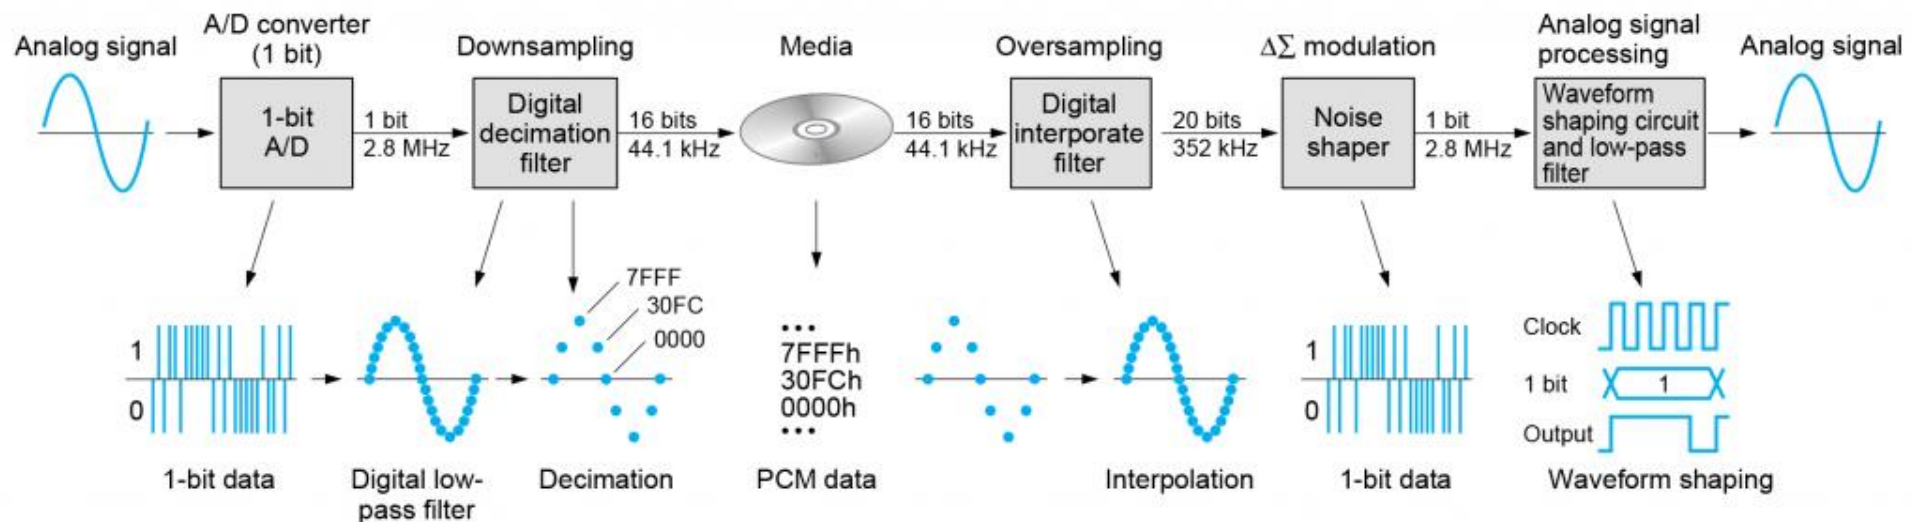 Analog signal
A/D converter
(1 bit)
Downsampling
Media
Oversampling
ΔΣ modulation
Analog signal
processing
Analog signal
1-bit
A/D
1 bit
2.8 MHz
Digital
decimation
filter
16 bits
44.1 kHz
16 bits
44.1 kHz
Digital
interporate
filter
20 bits
352 kHz
Noise
shaper
1 bit
2.8 MHz
Waveform
shaping circuit
and low-pass
filter
1
0
7FFF
30FC
0000
•••
7FFFh
30FCh
0000h
•••
1
0
Clock
1 bit
1
Output
1-bit data
Digital low-
pass filter
Decimation
PCM data
Interpolation
1-bit data
Waveform shaping